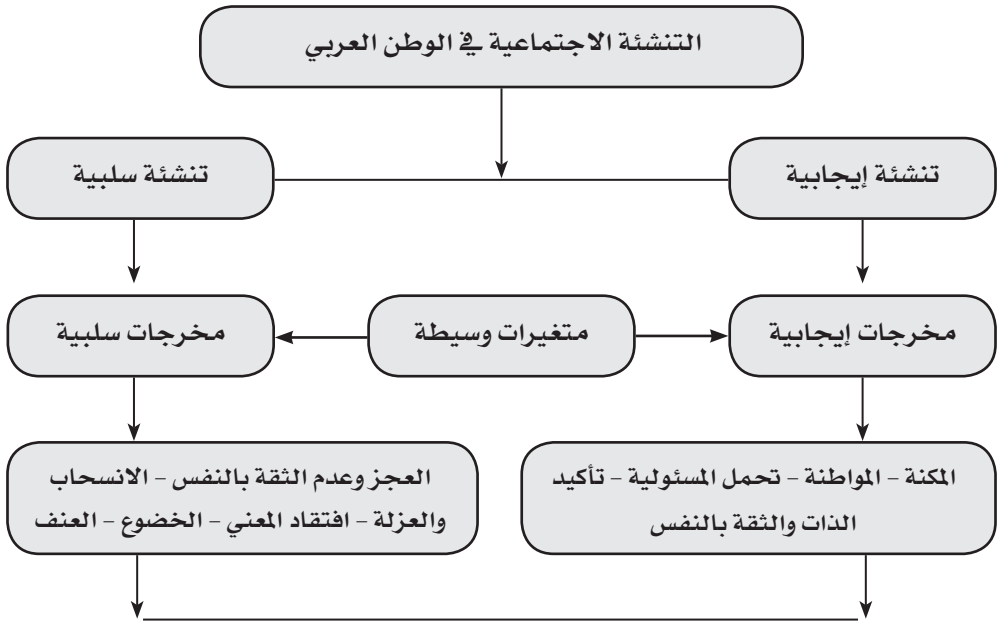 التنشئة الاجتماعية في الوطن العربي
تنشئة إيجابية
تنشئة سلبية
مخرجات إيجابية
متغيرات وسيطة
مخرجات سلبية
المكنة – المواطنة – تحمل المسئولية – تأكيد
الذات والثقة بالنفس
العجز وعدم الثقة بالنفس – الانسحاب
والعزلة – افتقاد المعني – الخضوع – العنف